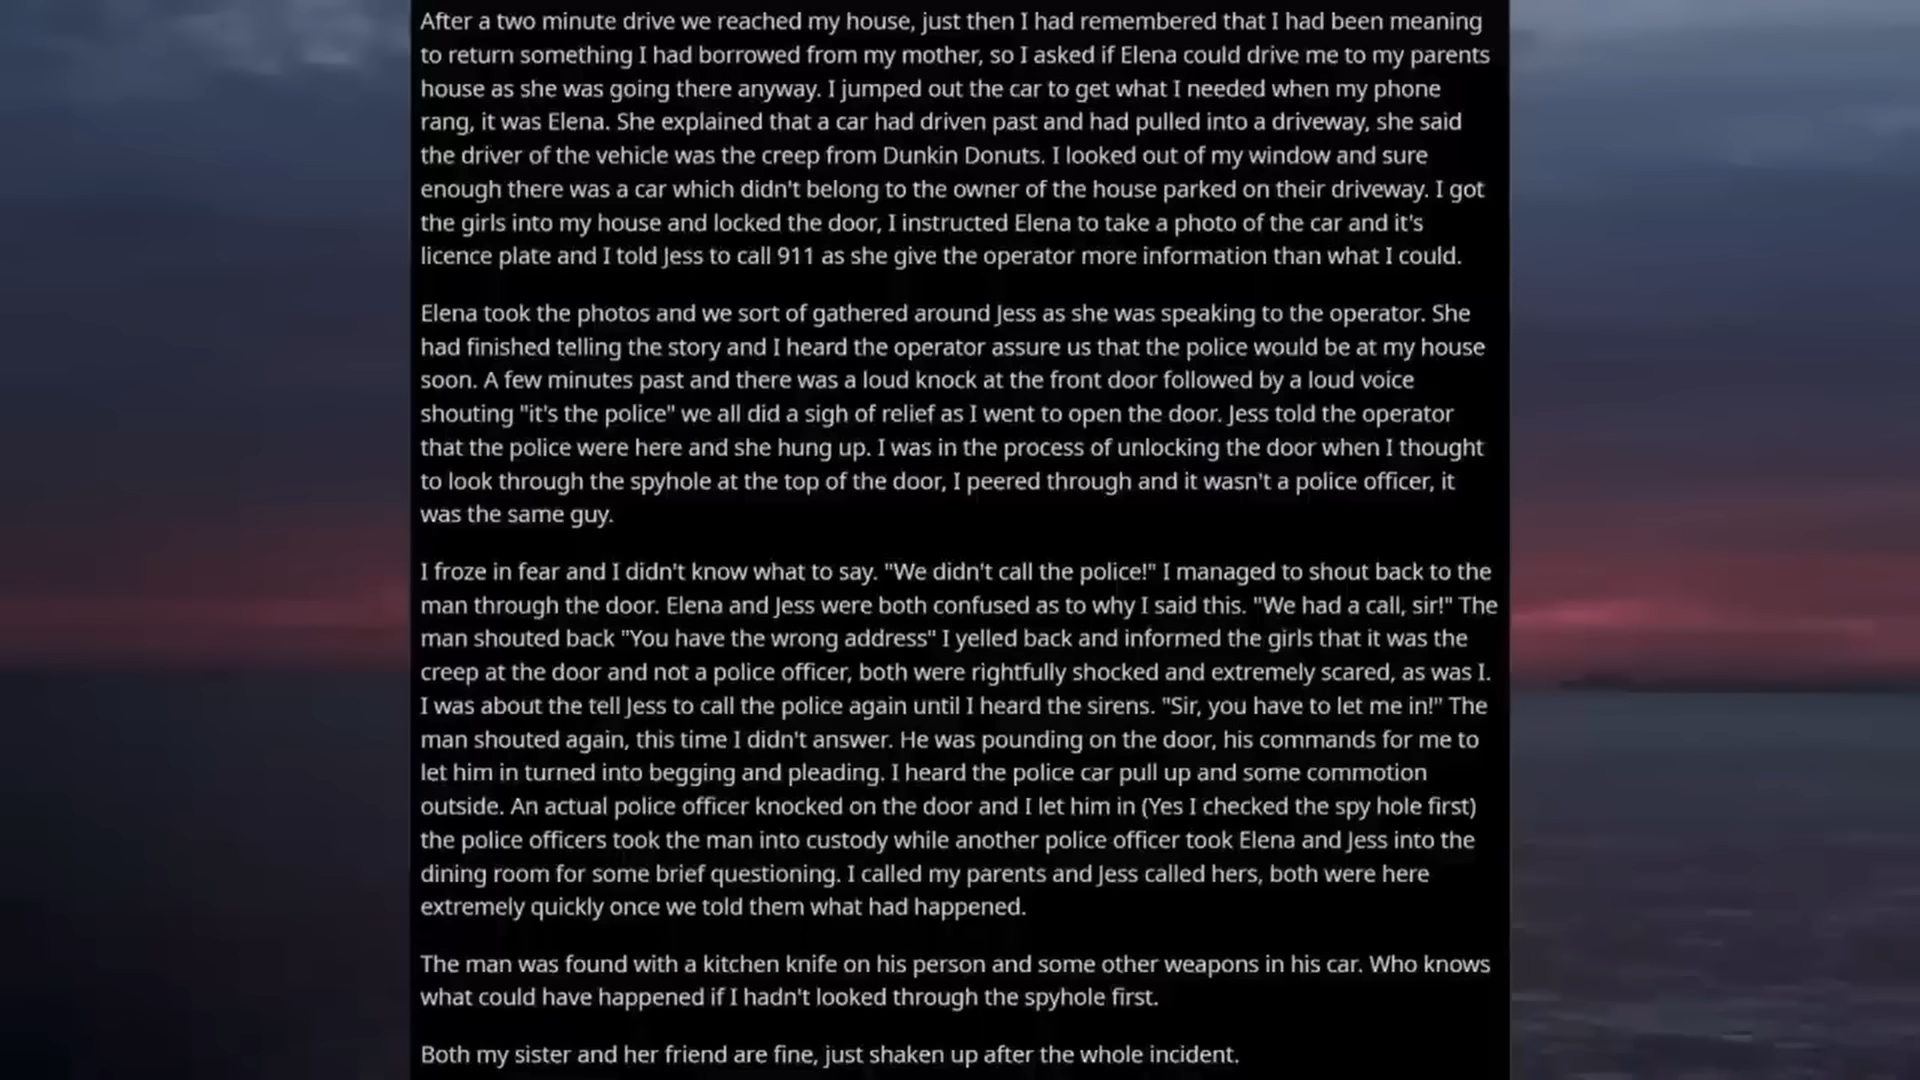 After a two minute drive we reached my house, just then I had remembered that I had been meaning
to return something I had borrowed from my mother, so I asked if Elena could drive me to my parents
house as she was going there anyway. I jumped out the car to get what I needed when my phone
rang, it was Elena. She explained that a car had driven past and had pulled into a driveway, she said
the driver of the vehicle was the creep from Dunkin Donuts. I looked out of my window and sure
enough there was a car which didn't belong to the owner of the house parked on their driveway. I got
the girls into my house and locked the door, I instructed Elena to take a photo of the car and it's
licence plate and I told Jess to call 911 as she give the operator more information than what I could.
Elena took the photos and we sort of gathered around Jess as she was speaking to the operator. She
had finished telling the story and I heard the operator assure us that the police would be at my house
soon. A few minutes past and there was a loud knock at the front door followed by a loud voice
shouting "it's the police" we all did a sigh of relief as I went to open the door. Jess told the operator
that the police were here and she hung up. I was in the process of unlocking the door when I thought
to look through the spyhole at the top of the door, I peered through and it wasn't a police officer, it
was the same guy.
I froze in fear and I didn't know what to say. "We didn't call the police!" I managed to shout back to the
man through the door. Elena and Jess were both confused as to why I said this. "We had a call, sir!" The
man shouted back "You have the wrong address" I yelled back and informed the girls that it was the
creep at the door and not a police officer, both were rightfully shocked and extremely scared, as was I.
I was about the tell Jess to call the police again until I heard the sirens. "Sir, you have to let me in!" The
man shouted again, this time I didn't answer. He was pounding on the door, his commands for me to
let him in turned into begging and pleading. I heard the police car pull up and some commotion
outside. An actual police officer knocked on the door and I let him in (Yes I checked the spy hole first)
the police officers took the man into custody while another police officer took Elena and Jess into the
dining room for some brief questioning. I called my parents and Jess called hers, both were here
extremely quickly once we told them what had happened.
The man was found with a kitchen knife on his person and some other weapons in his car. Who knows
what could have happened if I hadn't looked through the spyhole first.
Both my sister and her friend are fine, just shaken up after the whole incident.